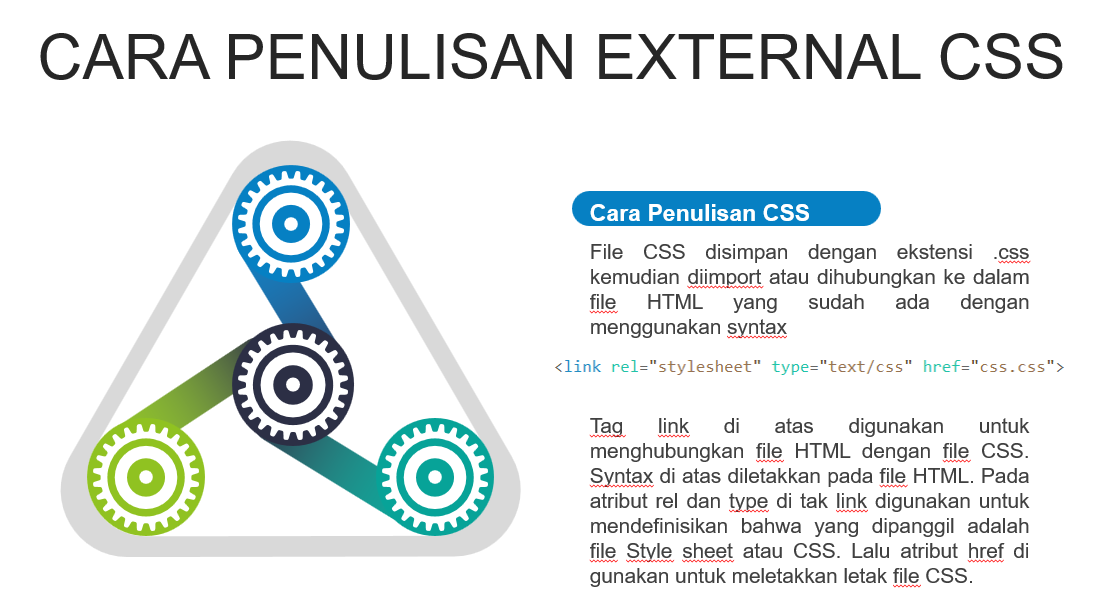 CARA PENULISAN EXTERNAL CSS
Cara Penulisan CSS
File CSS disimpan dengan ekstensi .css
kemudian diimport atau dihubungkan ke dalam
file HTML yang sudah ada dengan
menggunakan syntax
<link rel="stylesheet" type="text/css" href="css.css">
Tag link di atas digunakan untuk
menghubungkan file HTML dengan file CSS.
Syntax di atas diletakkan pada file HTML. Pada
atribut rel dan type di tak link digunakan untuk
mendefinisikan bahwa yang dipanggil adalah
file Style sheet atau CSS. Lalu atribut href di
gunakan untuk meletakkan letak file CSS.